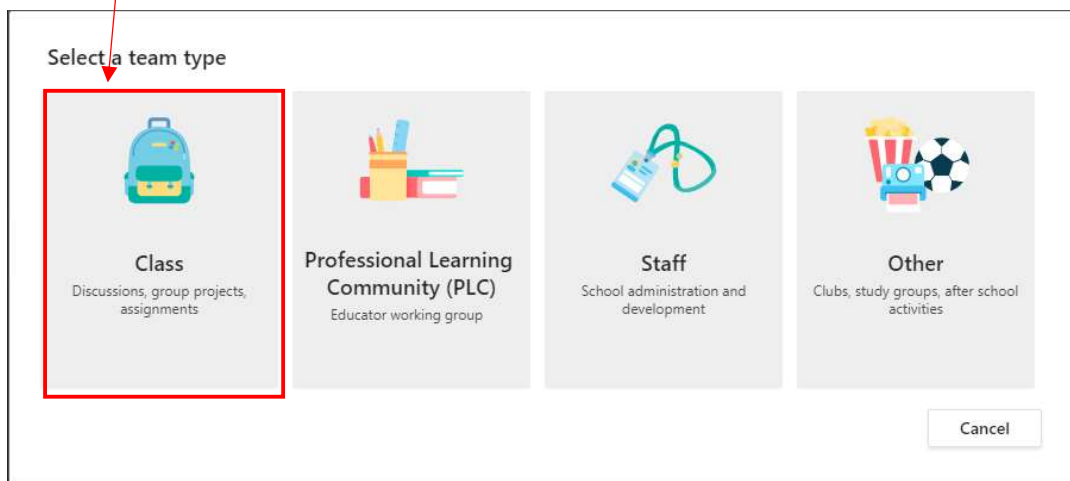 Select a team type
Class
Discussions, group projects,
assignments
Professional Learning
Community (PLC)
Educator working group
Staff
School administration and
development
Other
Clubs, study groups, after school
activities
Cancel